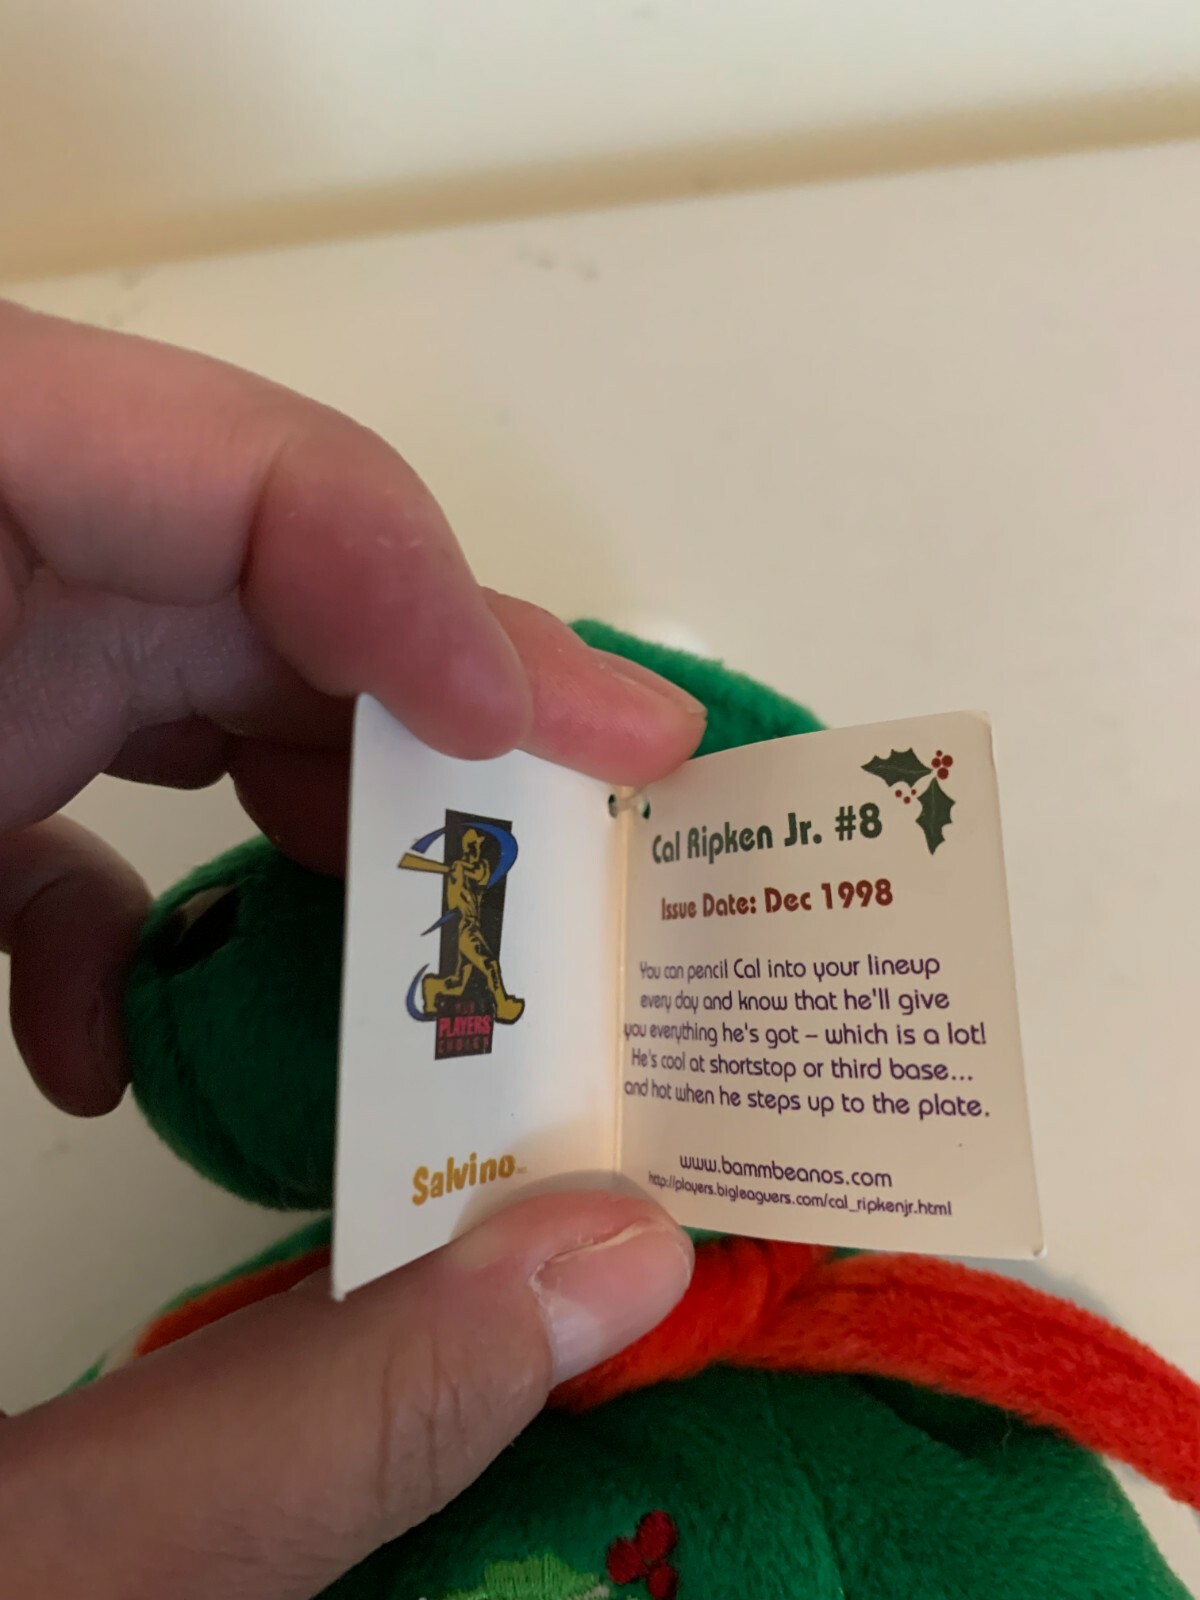 THE
PLAYERS
CHOICE
Salvino
Cal Ripken Jr. #8
Issue Date: Dec 1998
You can pencil Cal into your lineup
every day and know that he'll give
you everything he's got – which is a lot!
He's cool at shortstop or third base...
and hot when he steps up to the plate.
www.bammbeanos.com
http://players.bigleaguers.com/cal_ripkenjr.html